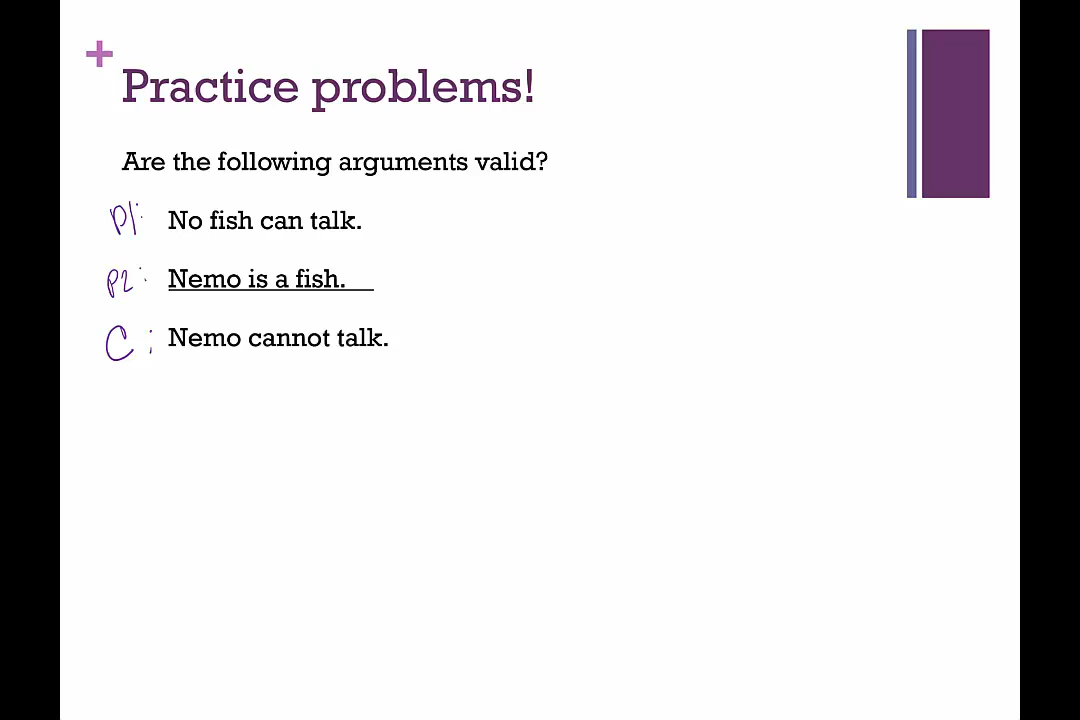 +
Practice problems!
Are the following arguments valid?
P1: No fish can talk.
P2: Nemo is a fish.
C: Nemo cannot talk.